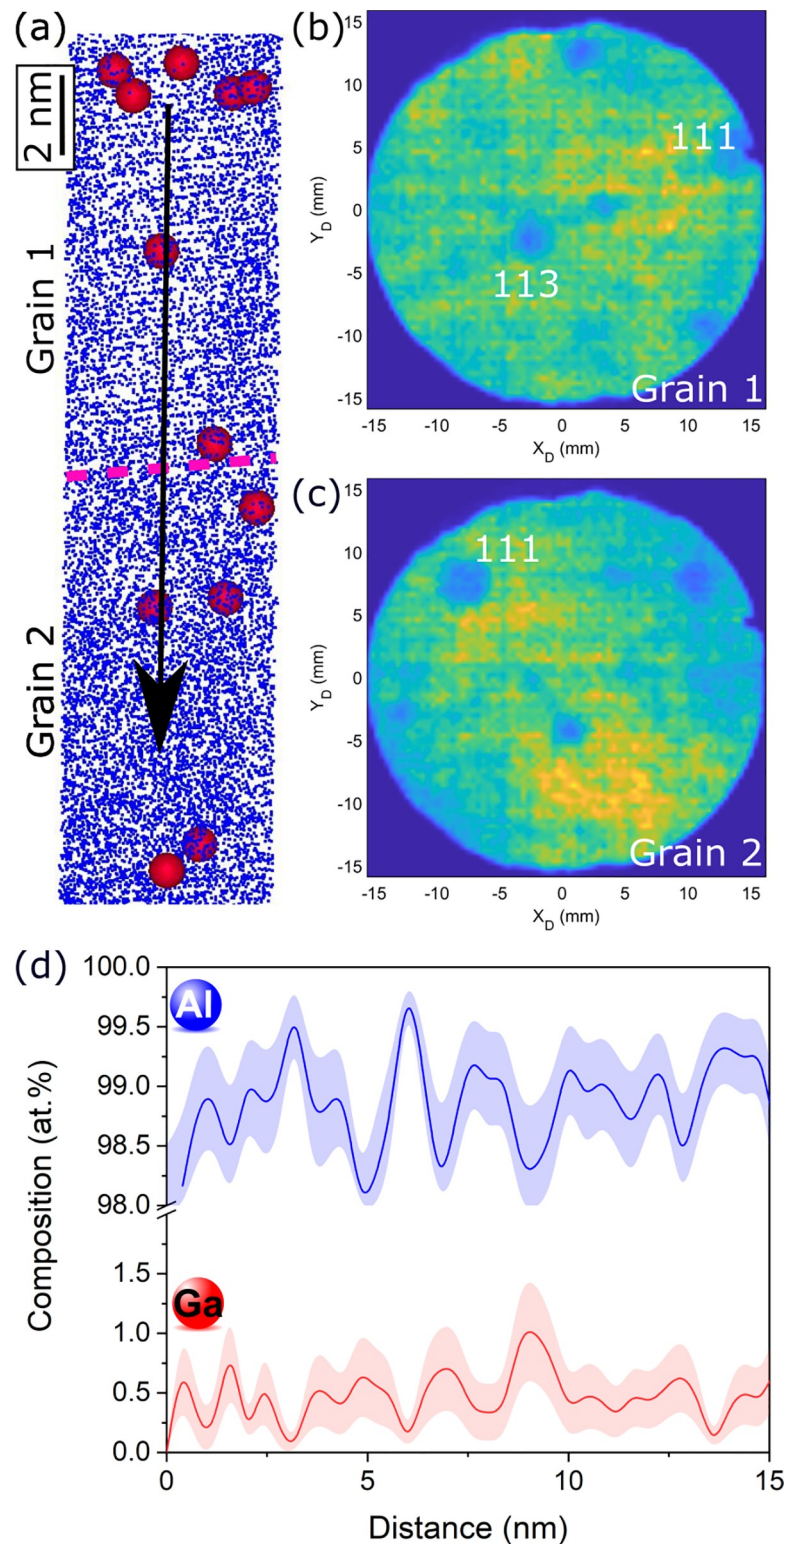 (a)
2 nm
Grain 1
Grain 2
(b)
15
10
5
0
-5
-10
-15
Y_D (mm)
111
113
Grain 1
-15 -10 -5 0 5 10 15
X_D (mm)
(c)
15
10
5
0
-5
-10
-15
Y_D (mm)
111
Grain 2
-15 -10 -5 0 5 10 15
X_D (mm)
(d)
100.0
99.5
99.0
98.5
98.0
1.5
1.0
0.5
0.0
Composition (at.%)
Al
Ga
0 5 10 15
Distance (nm)